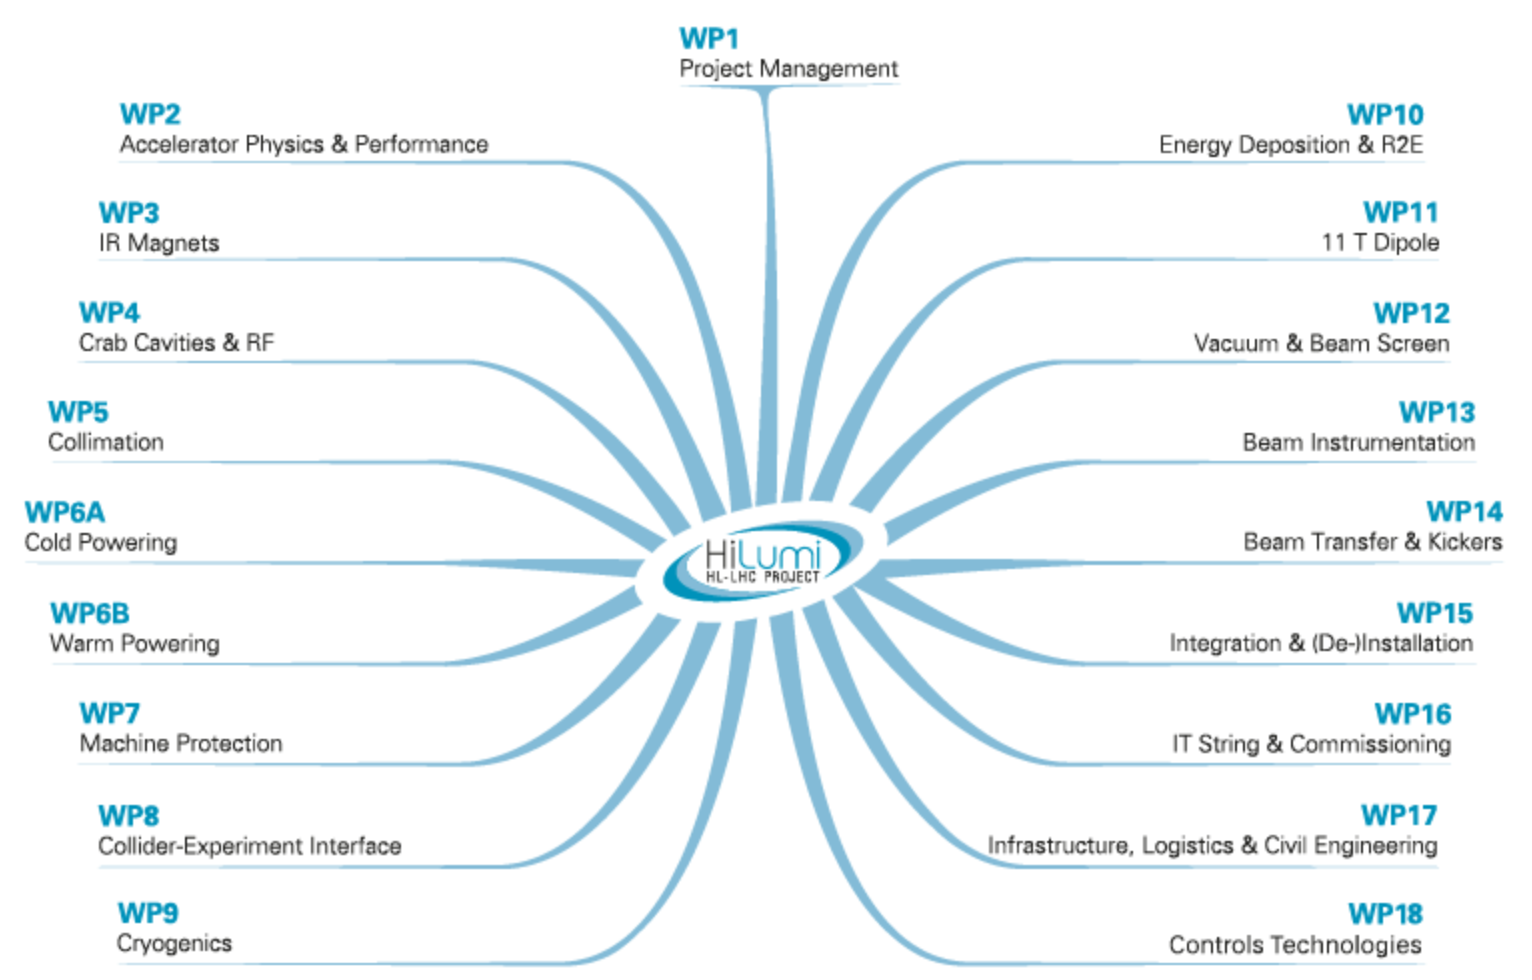 WP1
Project Management
WP2
Accelerator Physics & Performance
WP3
IR Magnets
WP4
Crab Cavities & RF
WP5
Collimation
WP6A
Cold Powering
WP6B
Warm Powering
WP7
Machine Protection
WP8
Collider-Experiment Interface
WP9
Cryogenics
HiLumi
HL-LHC PROJECT
WP10
Energy Deposition & R2E
WP11
11 T Dipole
WP12
Vacuum & Beam Screen
WP13
Beam Instrumentation
WP14
Beam Transfer & Kickers
WP15
Integration & (De-)Installation
WP16
IT String & Commissioning
WP17
Infrastructure, Logistics & Civil Engineering
WP18
Controls Technologies